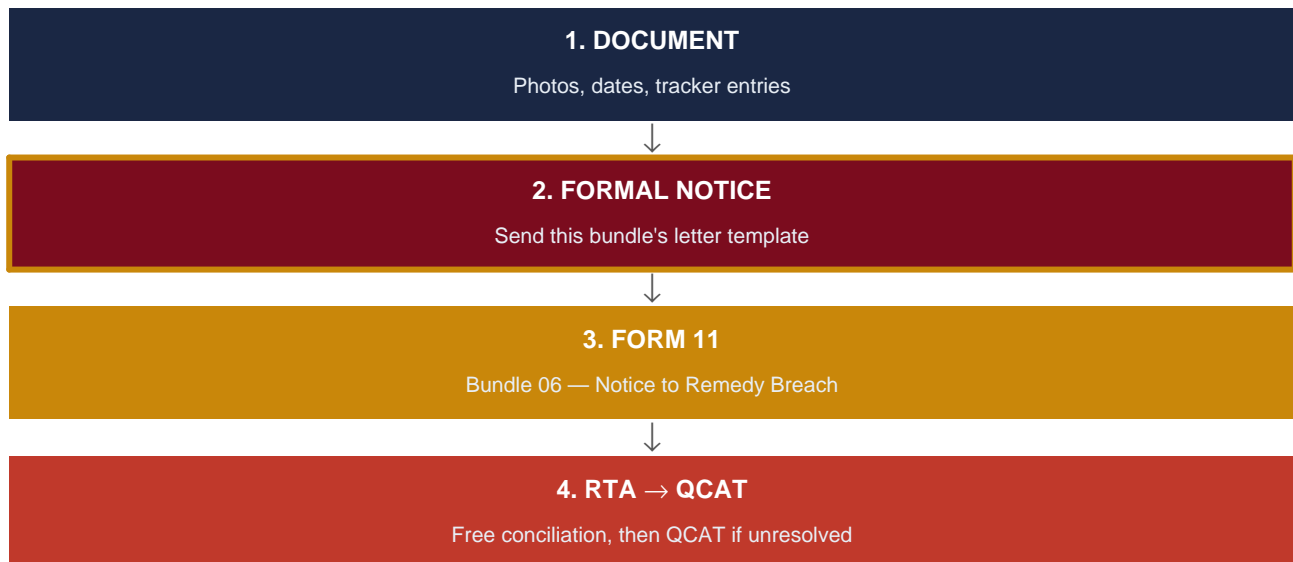 1. DOCUMENT
Photos, dates, tracker entries
2. FORMAL NOTICE
Send this bundle's letter template
3. FORM 11
Bundle 06 — Notice to Remedy Breach
4. RTA → QCAT
Free conciliation, then QCAT if unresolved